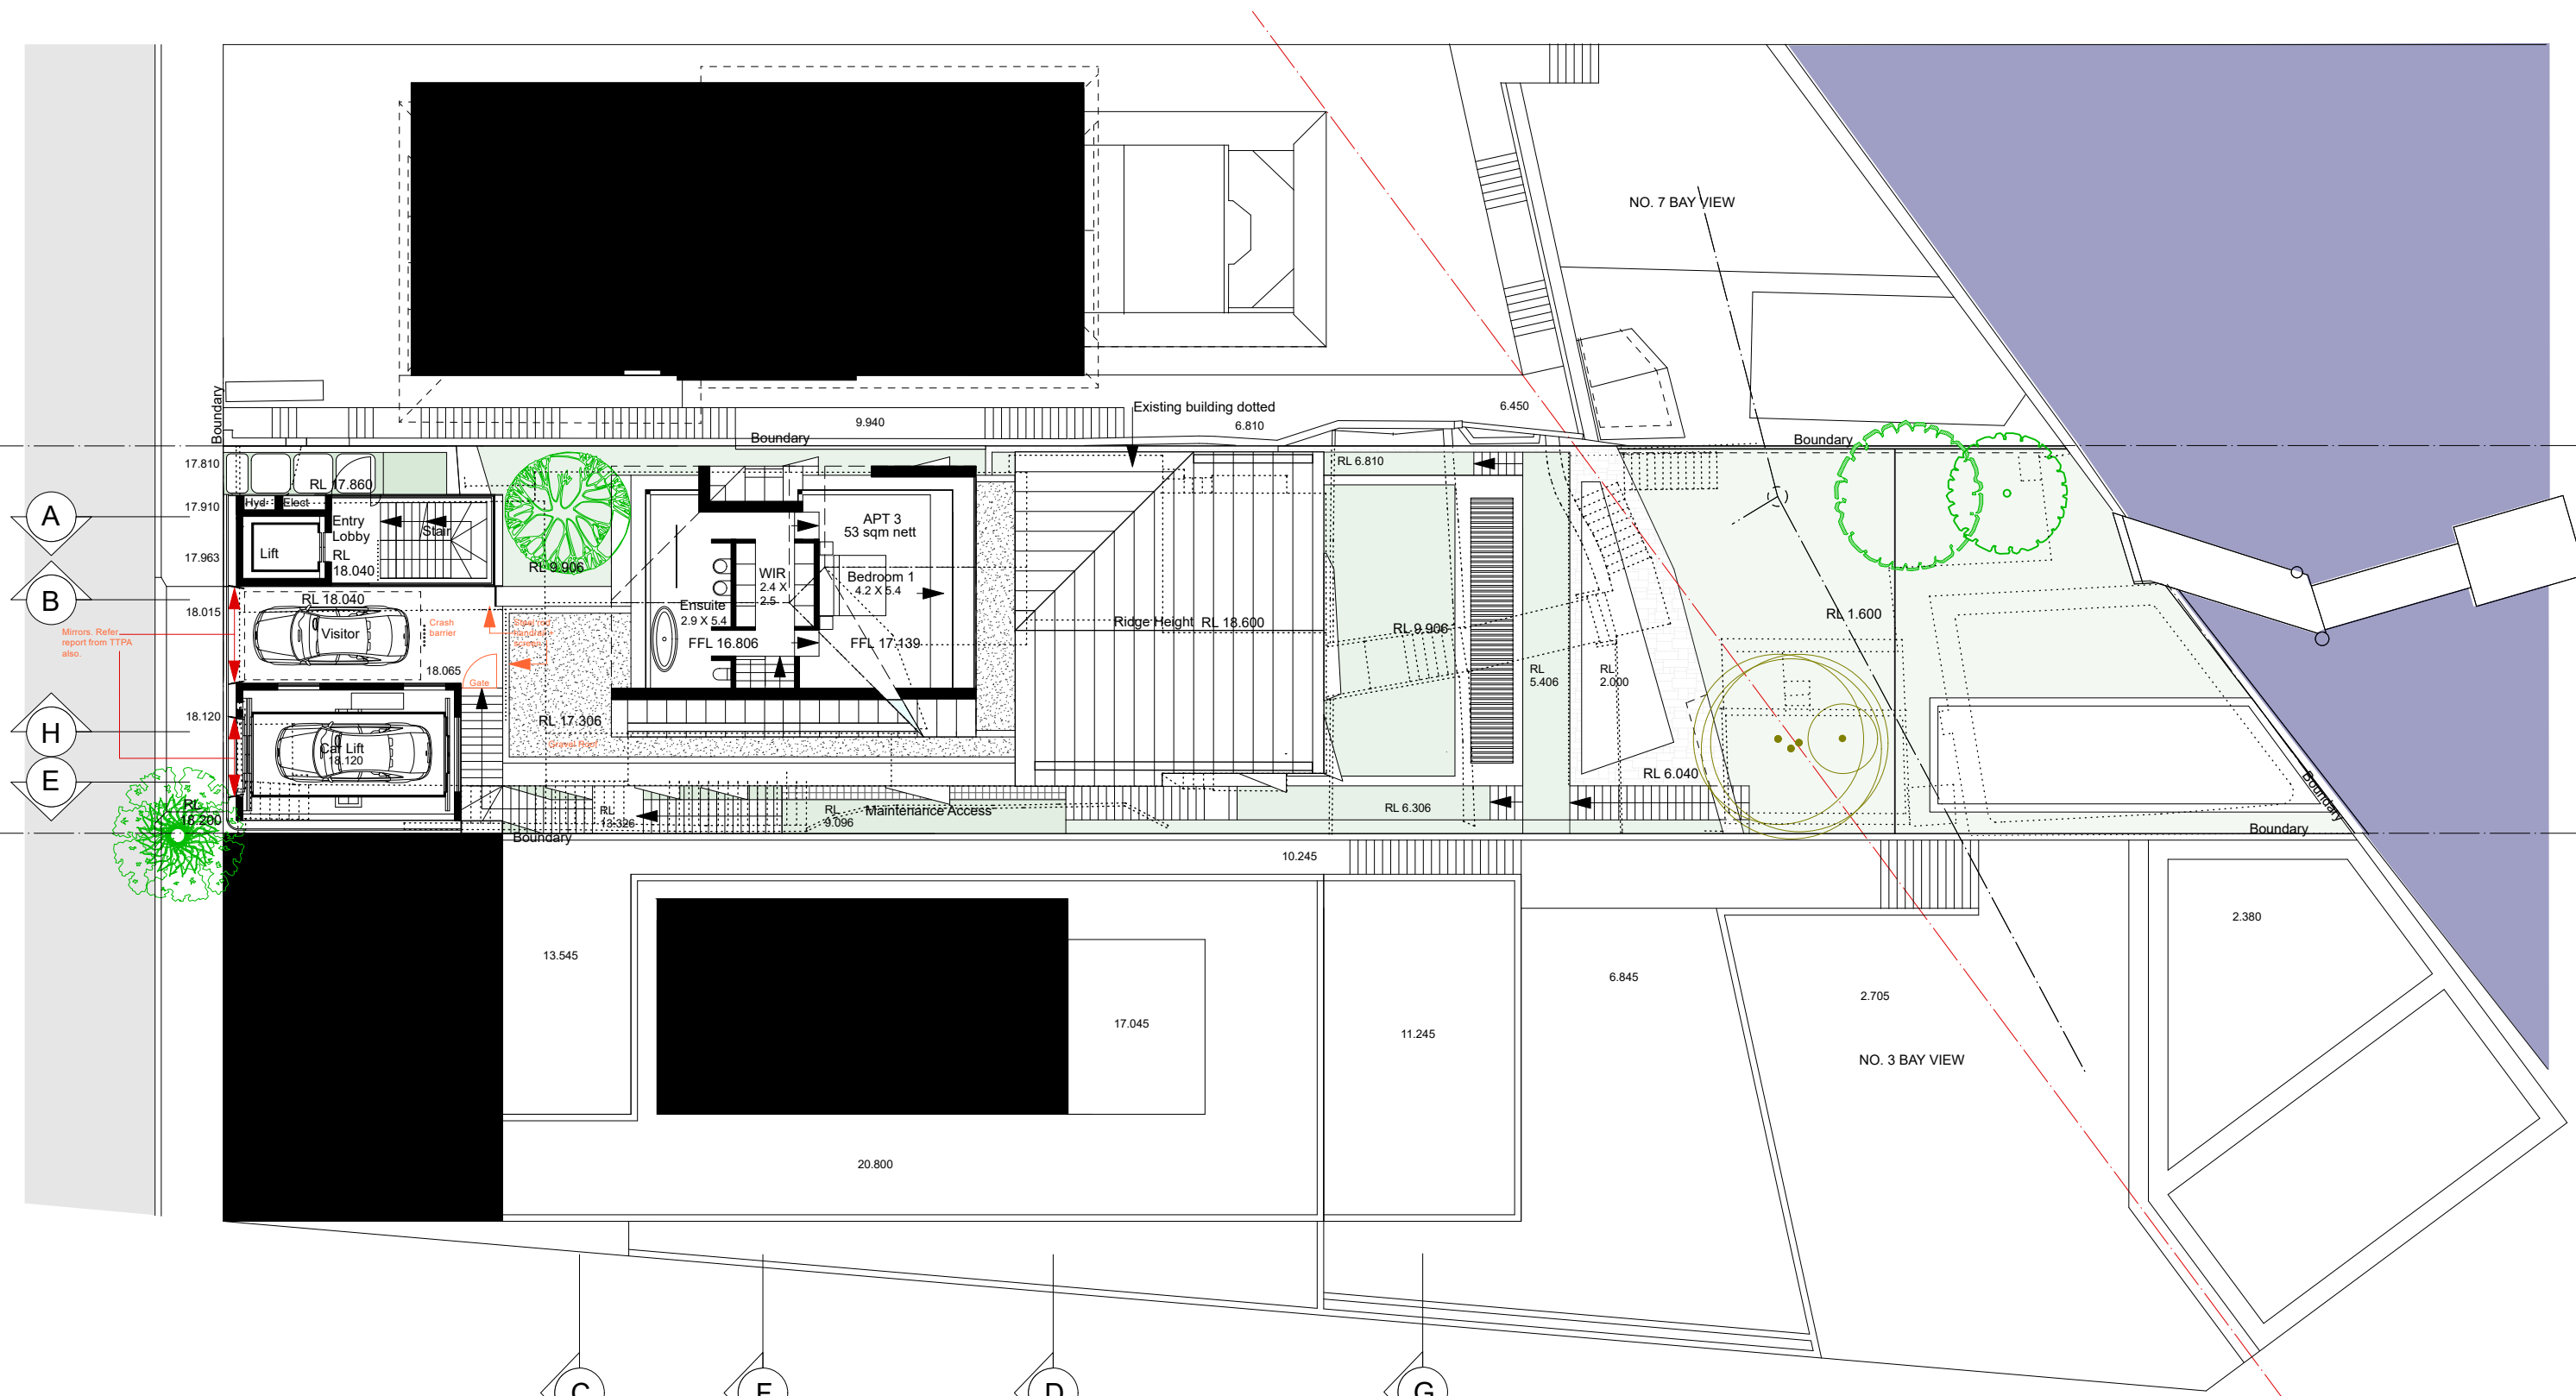 NO. 7 BAY VIEW
Boundary
Existing building dotted
6.450
9.940
6.810
Boundary
Boundary
17.810
RL 6.810
RL 17.860
Hyd
Elect
A
17.910
Entry
Lobby
Stair
APT 3
53 sqm nett
Lift
RL
18.040
17.963
RL 9.906
WIR
2.4 X
2.5
Bedroom 1
4.2 X 5.4
B
RL 18.040
18.015
Ensuite
2.9 X 5.4
Crash
barrier
Mirrors. Refer
report from TTPA
also.
Visitor
FFL 16.806
FFL 17.139
Ridge Height
RL 18.600
RL 9.906
RL 1.600
18.065
Gate
RL
5.406
RL
2.000
H
18.120
RL 17.306
Gravel Roof
Car Lift
18.120
RL 6.040
E
RL
18.200
RL
13.326
RL
9.096
Maintenance Access
RL 6.306
Boundary
Boundary
Boundary
10.245
13.545
17.045
11.245
6.845
2.705
2.380
NO. 3 BAY VIEW
20.800
C
F
D
G